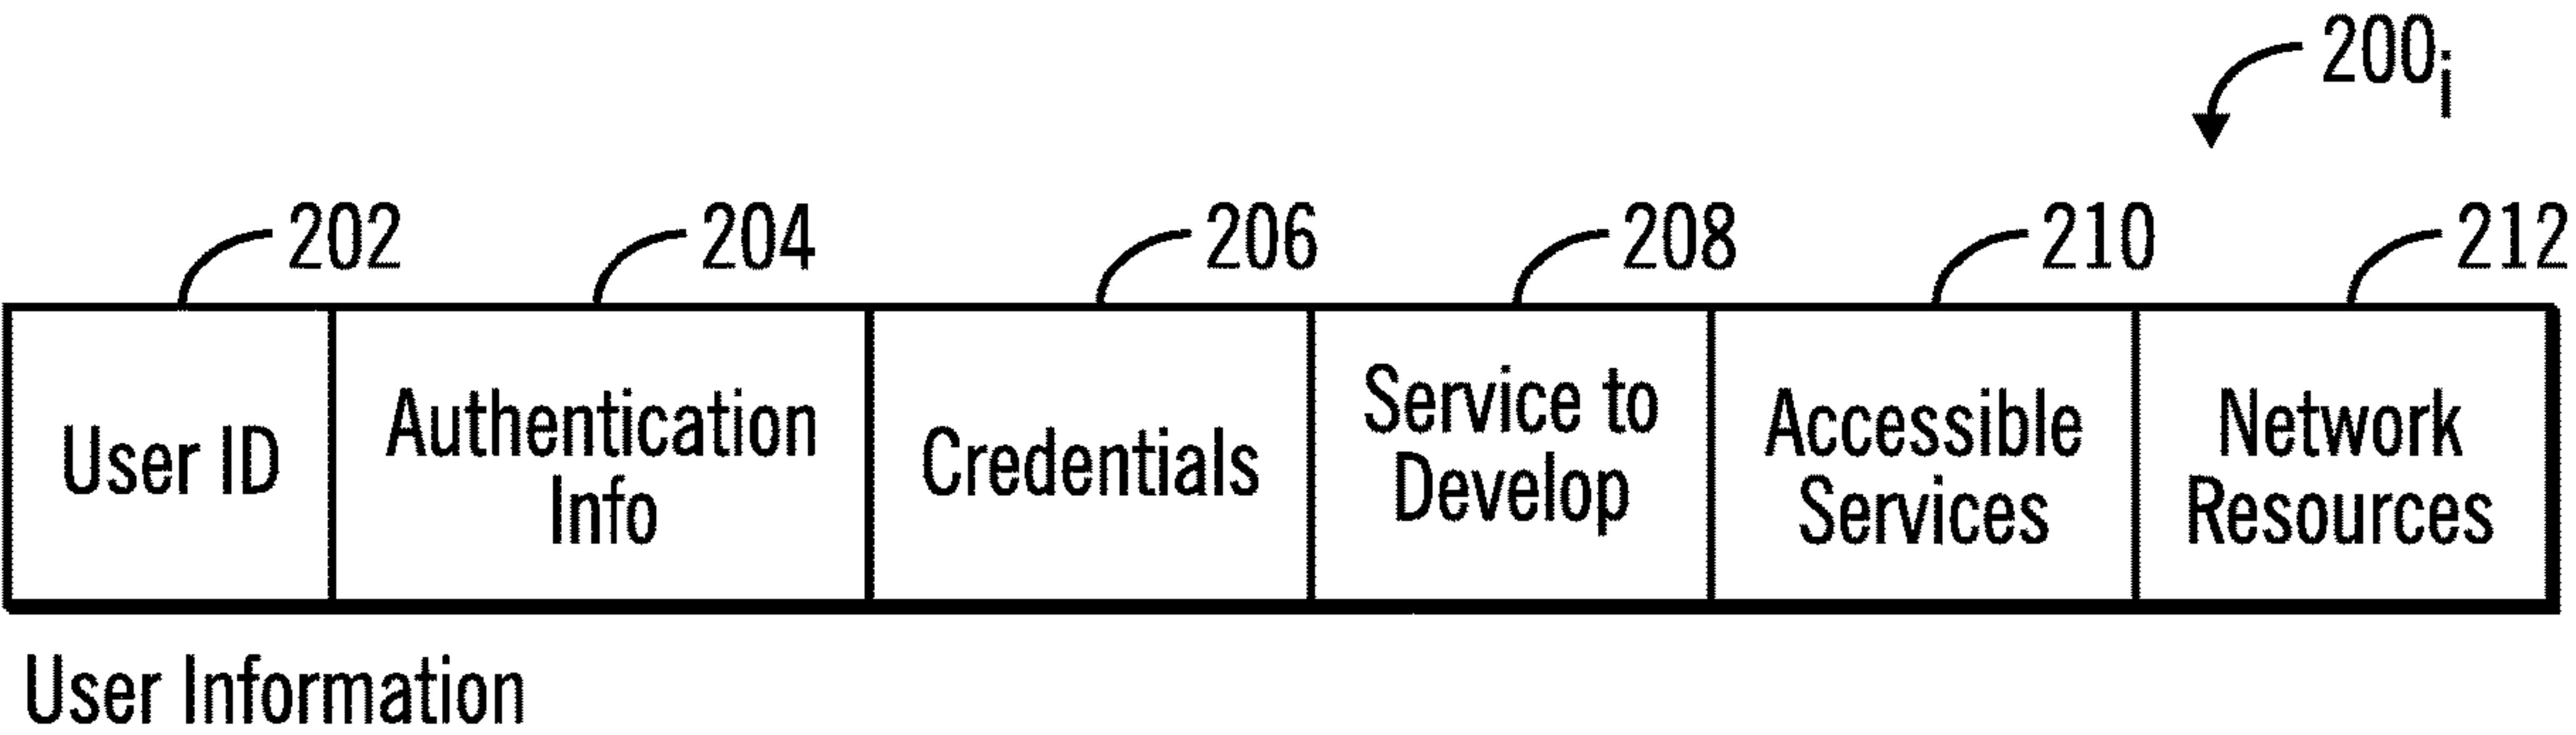 200i
202 204 206 208 210 212
User ID
Authentication
Info
Credentials
Service to
Develop
Accessible
Services
Network
Resources
User Information